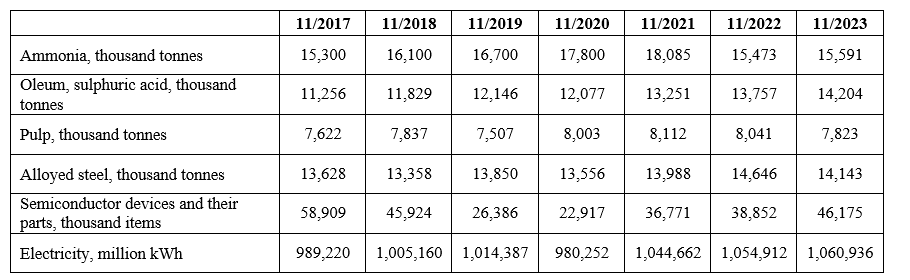 11/2017 11/2018 11/2019 11/2020 11/2021 11/2022 11/2023
Ammonia, thousand tonnes 15,300 16,100 16,700 17,800 18,085 15,473 15,591
Oleum, sulphuric acid, thousand
tonnes 11,256 11,829 12,146 12,077 13,251 13,757 14,204
Pulp, thousand tonnes 7,622 7,837 7,507 8,003 8,112 8,041 7,823
Alloyed steel, thousand tonnes 13,628 13,358 13,850 13,556 13,988 14,646 14,143
Semiconductor devices and their
parts, thousand items 58,909 45,924 26,386 22,917 36,771 38,852 46,175
Electricity, million kWh 989,220 1,005,160 1,014,387 980,252 1,044,662 1,054,912 1,060,936